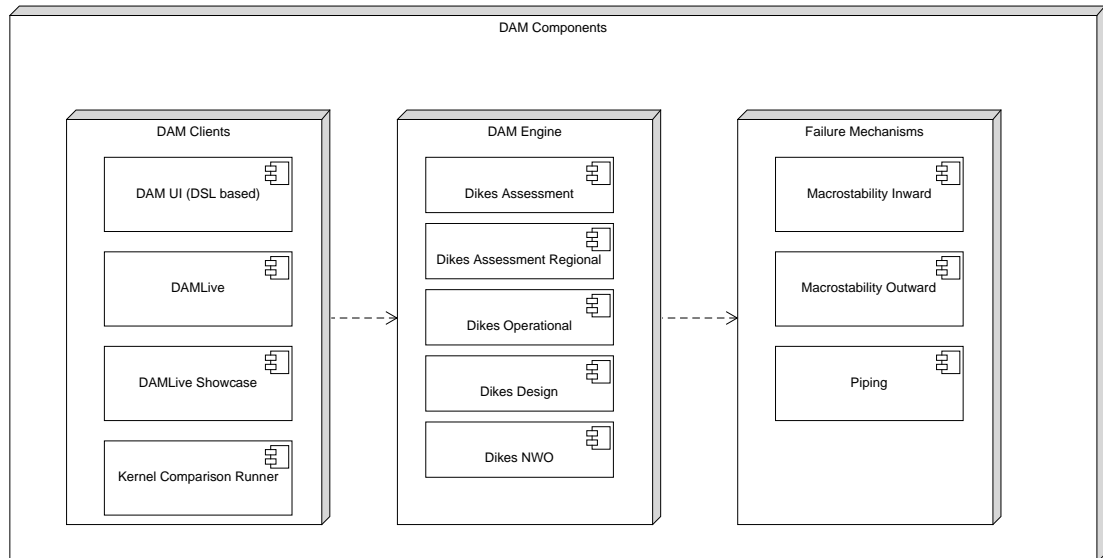 DAM Components
DAM Clients
DAM UI (DSL based)
DAMLive
DAMLive Showcase
Kernel Comparison Runner
DAM Engine
Dikes Assessment
Dikes Assessment Regional
Dikes Operational
Dikes Design
Dikes NWO
Failure Mechanisms
Macrostability Inward
Macrostability Outward
Piping